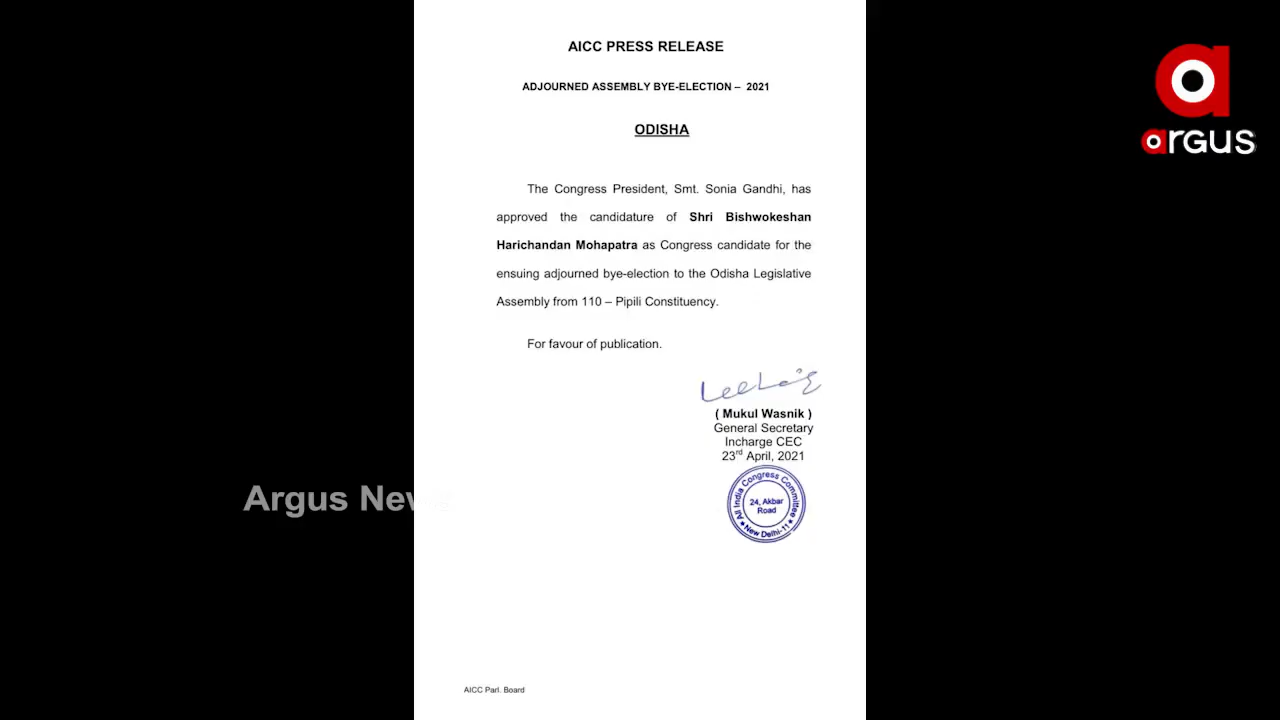 AICC PRESS RELEASE
ADJOURNED ASSEMBLY BYE-ELECTION – 2021
ODISHA
The Congress President, Smt. Sonia Gandhi, has
approved the candidature of Shri Bishwokeshan
Harichandan Mohapatra as Congress candidate for the
ensuing adjourned bye-election to the Odisha Legislative
Assembly from 110 – Pipili Constituency.
For favour of publication.
( Mukul Wasnik )
General Secretary
Incharge CEC
23rd April, 2021
All India Congress Committee
24, Akbar
Road
★ New Delhi-11 ★
AICC Parl. Board
Argus News
argus